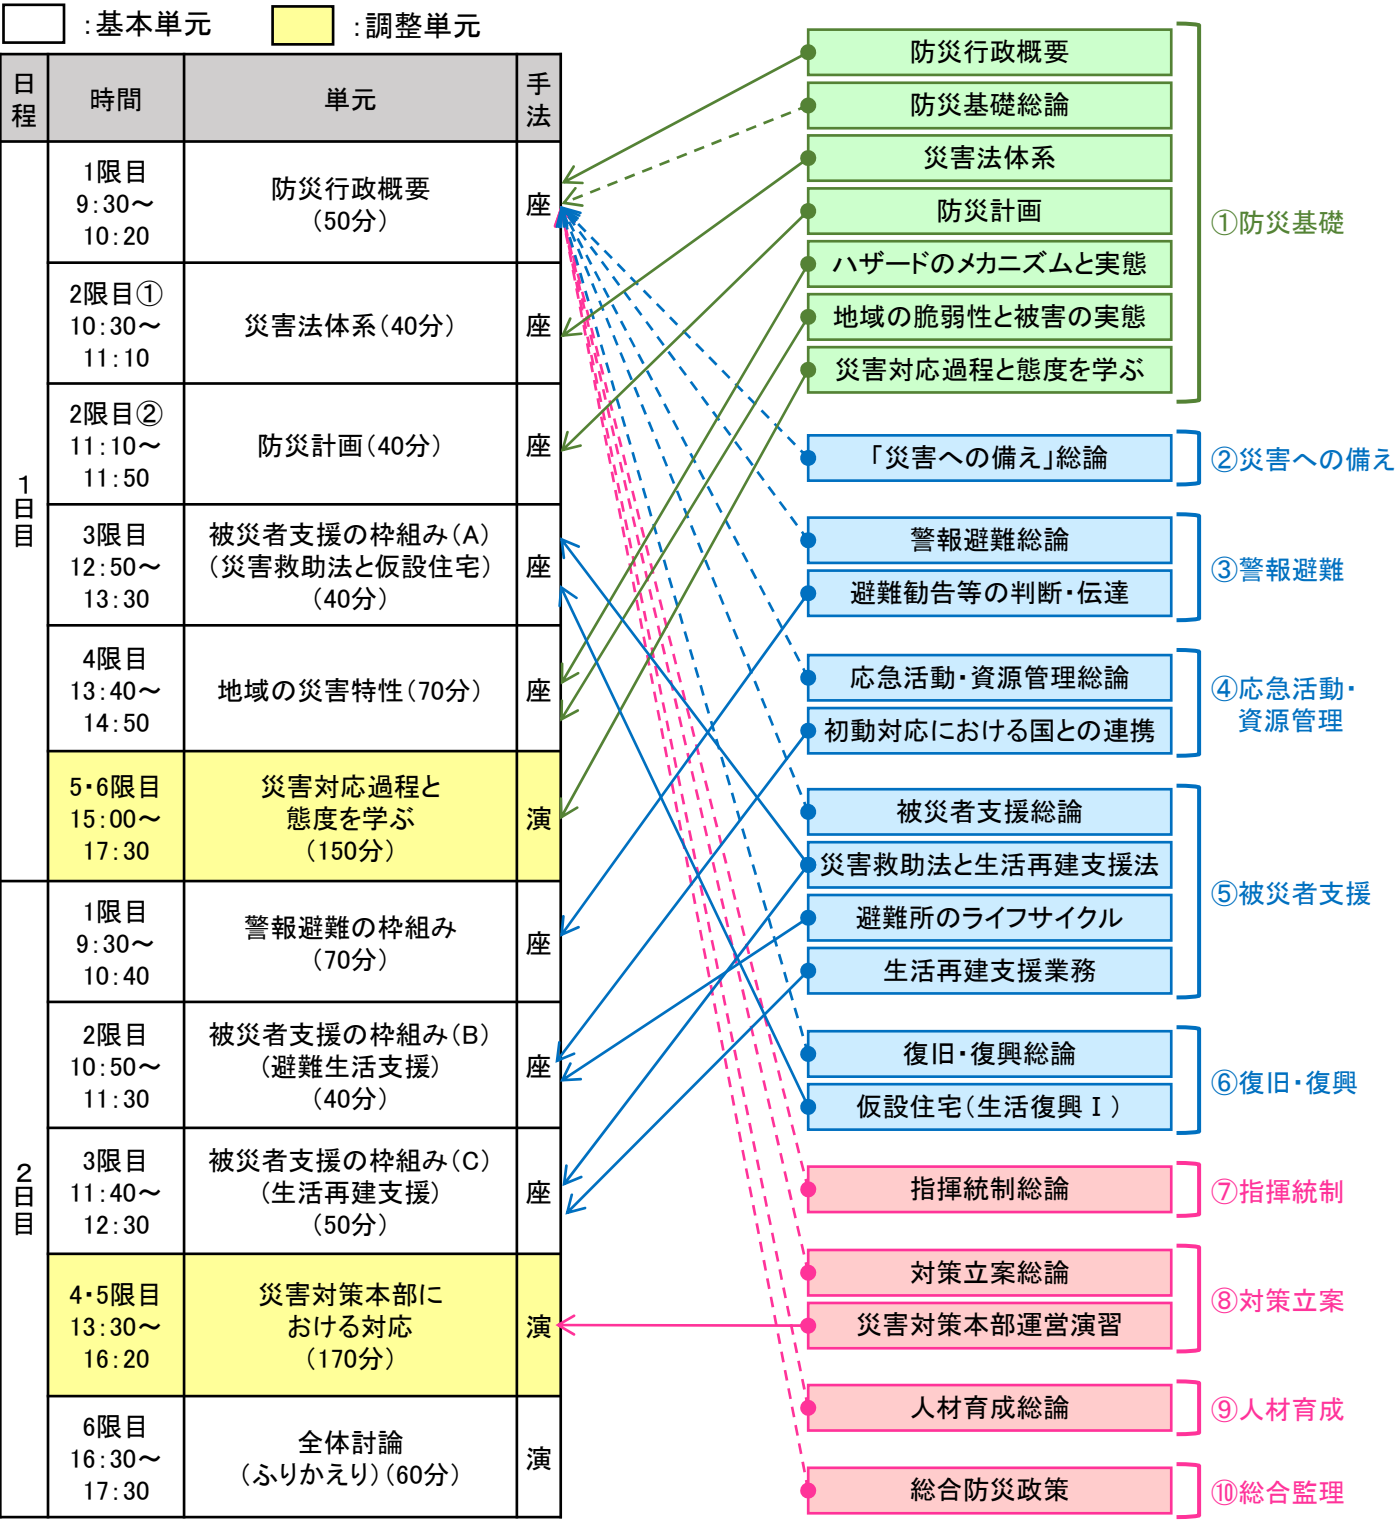 ：基本単元
：調整単元
日程
時間
単元
手法
1日目
1限目
9：30～
10：20
防災行政概要
（50分）
座
2限目①
10：30～
11：10
災害法体系（40分）
座
2限目②
11：10～
11：50
防災計画（40分）
座
3限目
12：50～
13：30
被災者支援の枠組み（A）
（災害救助法と仮設住宅）
（40分）
座
4限目
13：40～
14：50
地域の災害特性（70分）
座
5・6限目
15：00～
17：30
災害対応過程と
態度を学ぶ
（150分）
演
2日目
1限目
9：30～
10：40
警報避難の枠組み
（70分）
座
2限目
10：50～
11：30
被災者支援の枠組み（B）
（避難生活支援）
（40分）
座
3限目
11：40～
12：30
被災者支援の枠組み（C）
（生活再建支援）
（50分）
座
4・5限目
13：30～
16：20
災害対策本部に
おける対応
（170分）
演
6限目
16：30～
17：30
全体討論
（ふりかえり）（60分）
演
防災行政概要
防災基礎総論
災害法体系
防災計画
ハザードのメカニズムと実態
地域の脆弱性と被害の実態
災害対応過程と態度を学ぶ
①防災基礎
「災害への備え」総論
②災害への備え
警報避難総論
避難勧告等の判断・伝達
③警報避難
応急活動・資源管理総論
初動対応における国との連携
④応急活動・
資源管理
被災者支援総論
災害救助法と生活再建支援法
避難所のライフサイクル
生活再建支援業務
⑤被災者支援
復旧・復興総論
仮設住宅（生活復興Ⅰ）
⑥復旧・復興
指揮統制総論
⑦指揮統制
対策立案総論
災害対策本部運営演習
⑧対策立案
人材育成総論
⑨人材育成
総合防災政策
⑩総合監理